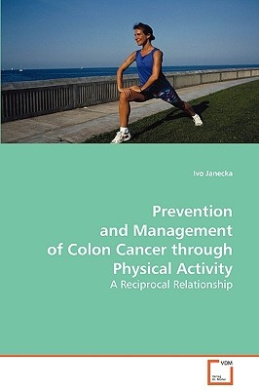 Ivo Janecka
Prevention
and Management
of Colon Cancer through
Physical Activity
A Reciprocal Relationship
VDM